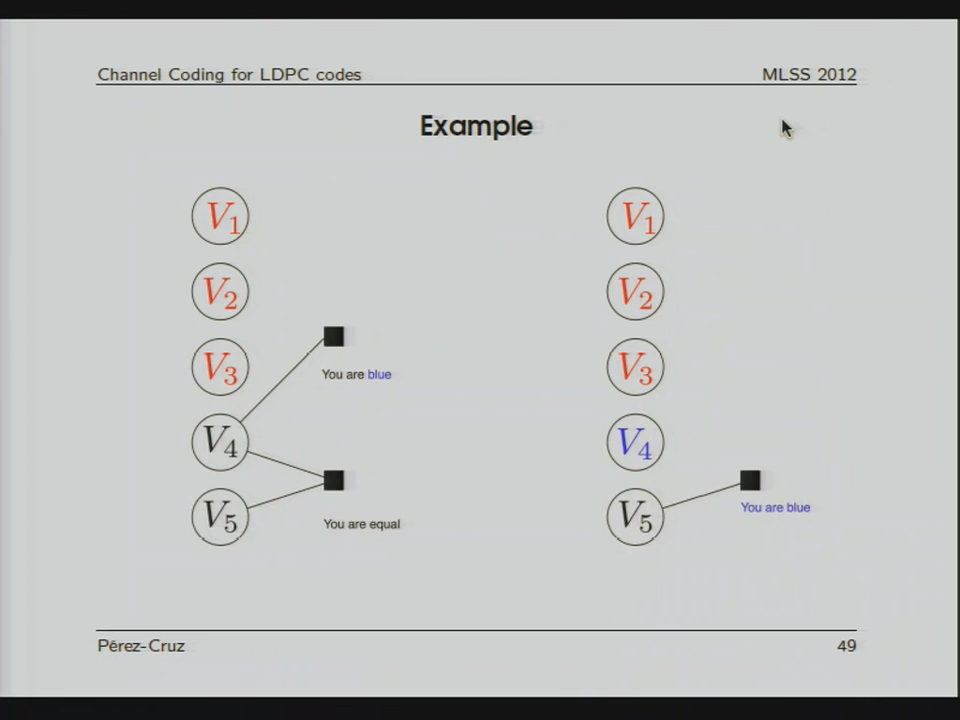 Channel Coding for LDPC codes MLSS 2012
Example
V1 V1
V2 V2
V3 V3
You are blue
V4 V4
V5 V5
You are blue
You are equal
Pérez-Cruz 49